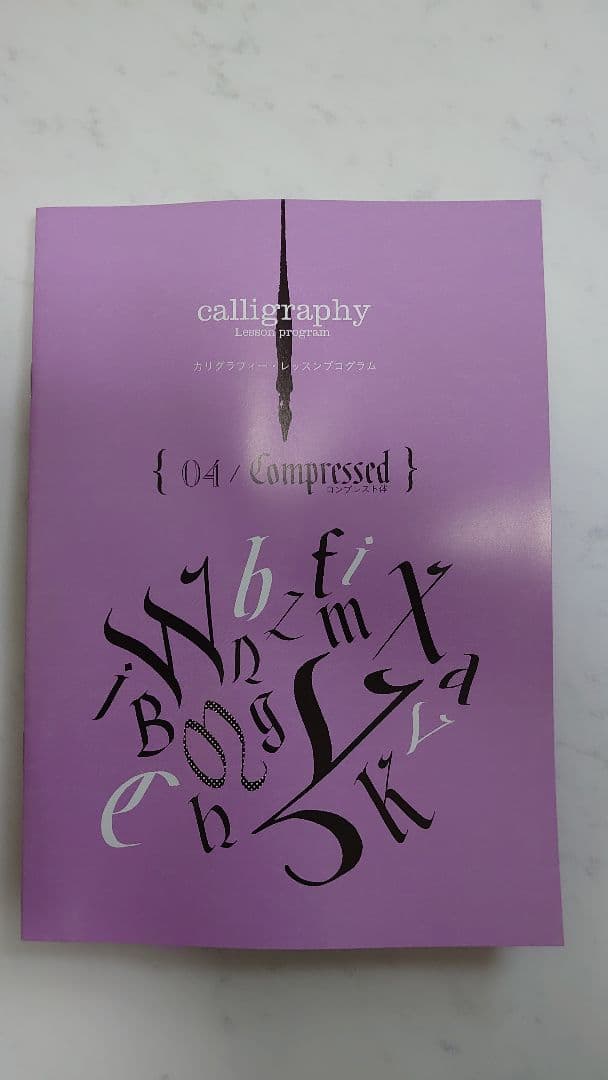 calligraphy
Lesson program
カリグラフィー・レッスンプログラム
{ 04 / Compressed }
コンプレスト体
W b f i X
j n z m
B g y v a
e h k